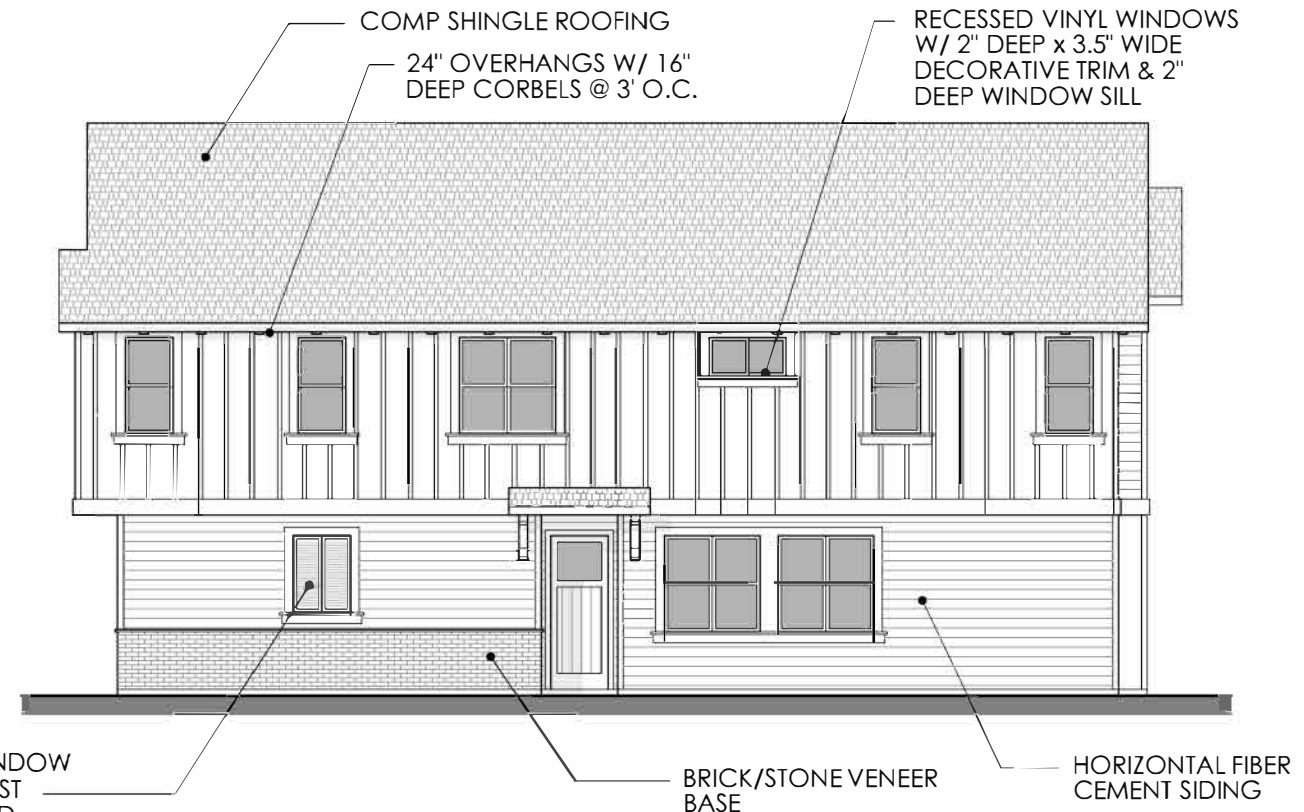 COMP SHINGLE ROOFING
24" OVERHANGS W/ 16"
DEEP CORBELS @ 3' O.C.
RECESSED VINYL WINDOWS
W/ 2" DEEP x 3.5" WIDE
DECORATIVE TRIM & 2"
DEEP WINDOW SILL
NDOW
ST
BRICK/STONE VENEER
BASE
HORIZONTAL FIBER
CEMENT SIDING